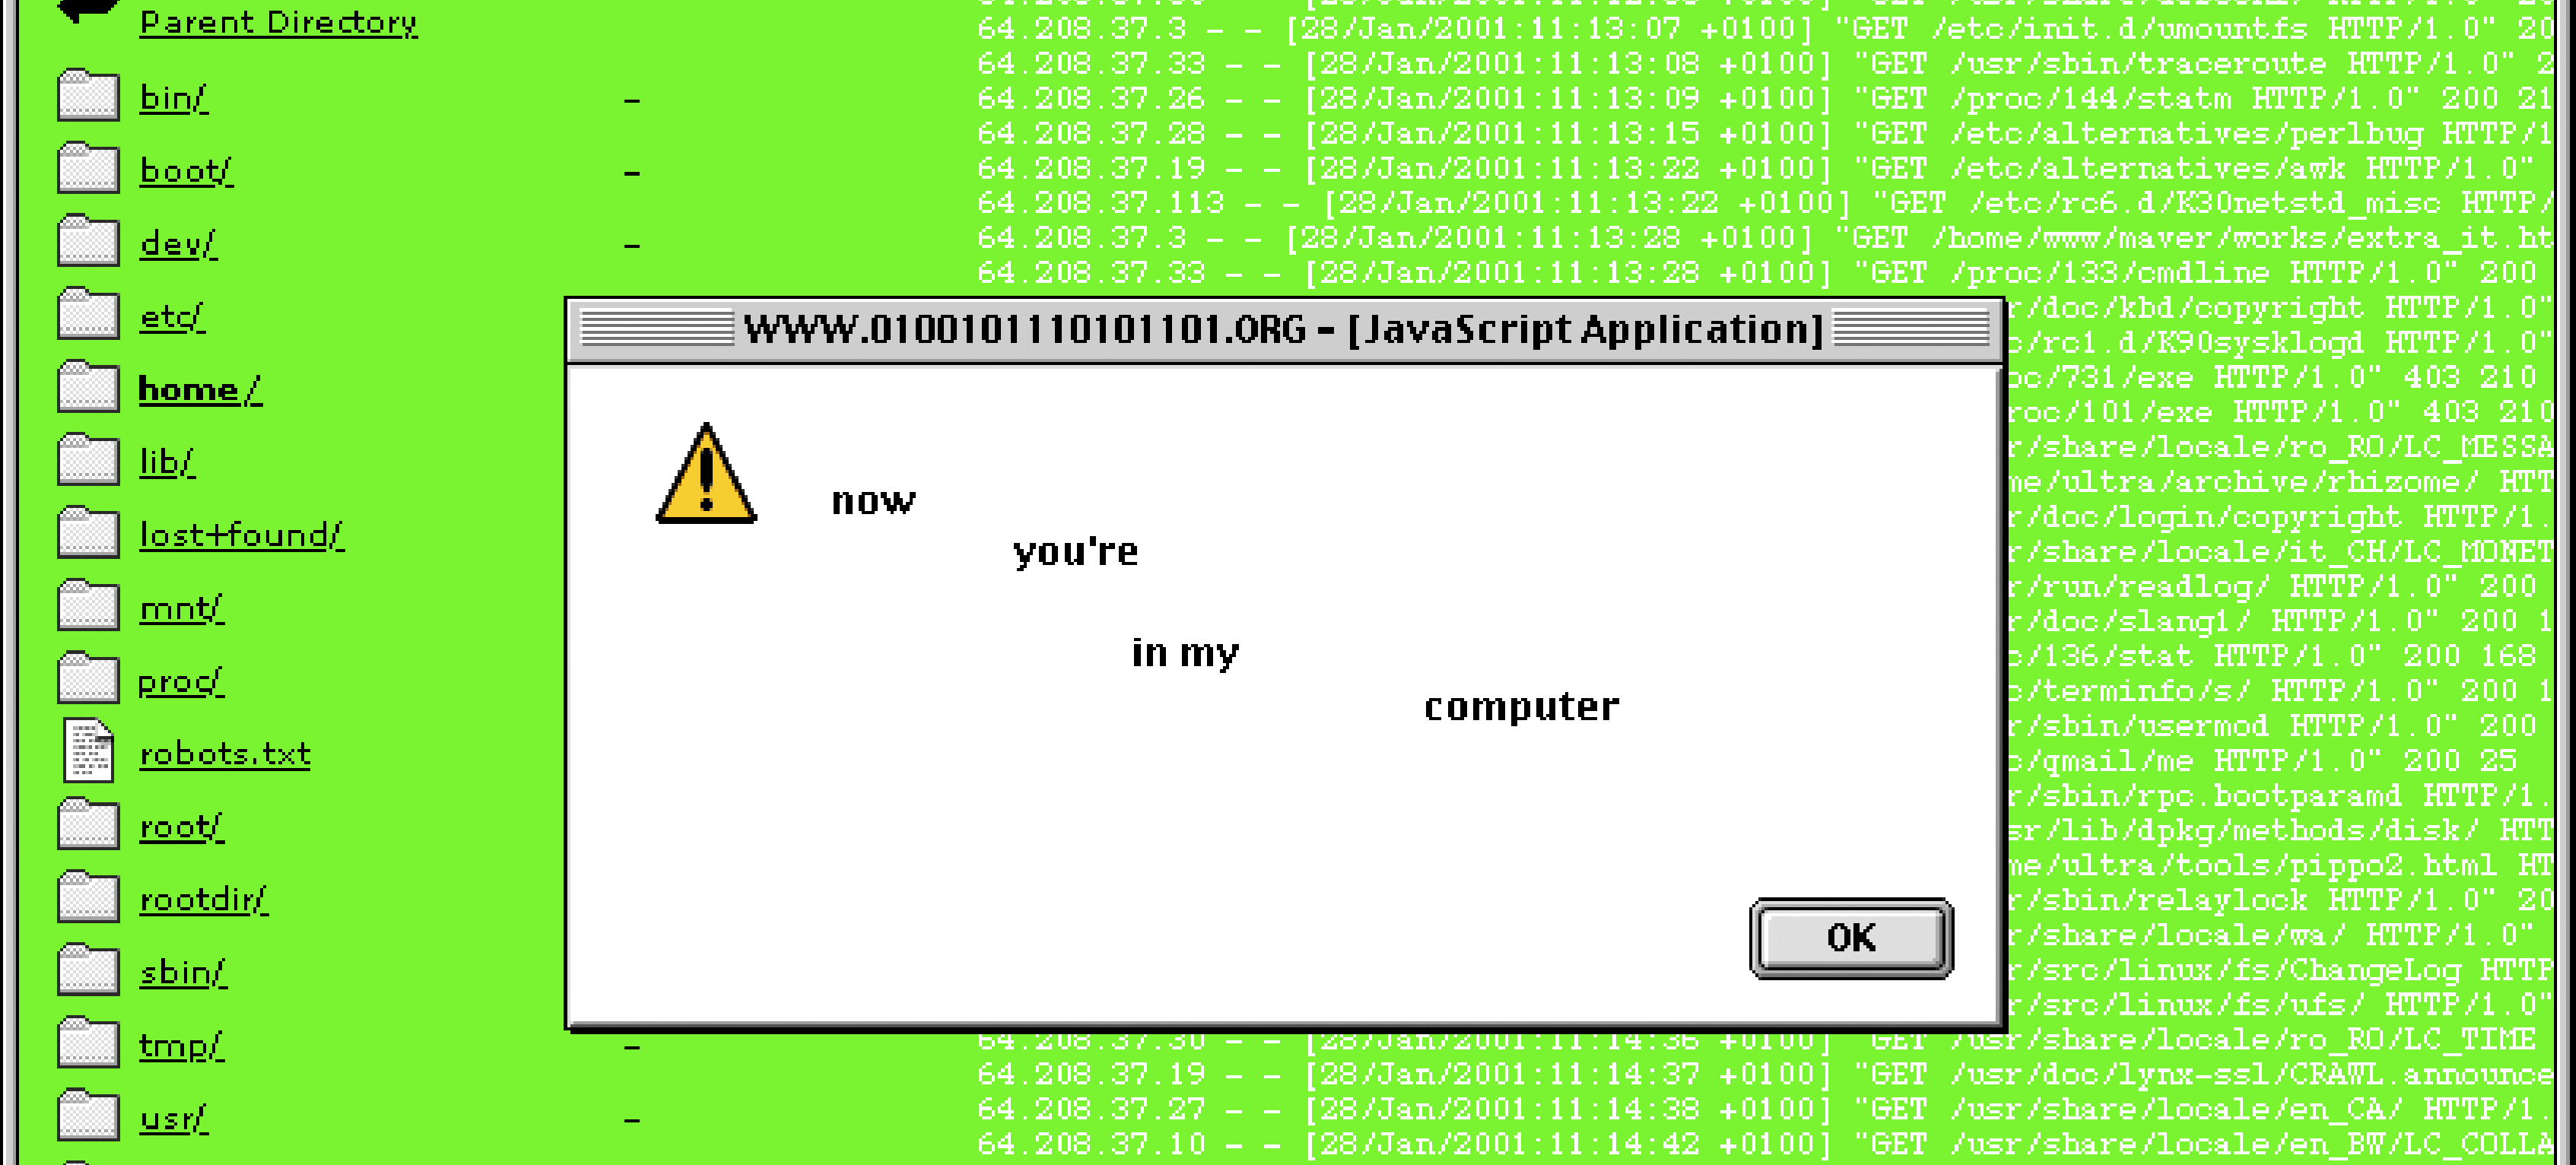 Parent Directory
bin/ -
boot/ -
dev/ -
etc/
home/
lib/
lost+found/
mnt/
proc/
robots.txt
root/
rootdir/
sbin/
tmp/ -
usr/ -
64.208.37.3 - - [28/Jan/2001:11:13:07 +0100] "GET /etc/init.d/umountfs HTTP/1.0" 20
64.208.37.33 - - [28/Jan/2001:11:13:08 +0100] "GET /usr/sbin/traceroute HTTP/1.0" 2
64.208.37.26 - - [28/Jan/2001:11:13:09 +0100] "GET /proc/144/statm HTTP/1.0" 200 21
64.208.37.28 - - [28/Jan/2001:11:13:15 +0100] "GET /etc/alternatives/perlbug HTTP/1
64.208.37.19 - - [28/Jan/2001:11:13:22 +0100] "GET /etc/alternatives/awk HTTP/1.0"
64.208.37.113 - - [28/Jan/2001:11:13:22 +0100] "GET /etc/rc6.d/K30netstd_misc HTTP/
64.208.37.3 - - [28/Jan/2001:11:13:28 +0100] "GET /home/www/maver/works/extra_it.ht
64.208.37.33 - - [28/Jan/2001:11:13:28 +0100] "GET /proc/133/cmdline HTTP/1.0" 200
r/doc/kbd/copyright HTTP/1.0"
c/rc1.d/K90sysklogd HTTP/1.0"
oc/731/exe HTTP/1.0" 403 210
roc/101/exe HTTP/1.0" 403 210
r/share/locale/ro_RO/LC_MESSA
me/ultra/archive/rhizome/ HTT
r/doc/login/copyright HTTP/1.
r/share/locale/it_CH/LC_MONET
r/run/readlog/ HTTP/1.0" 200
r/doc/slang1/ HTTP/1.0" 200 1
c/136/stat HTTP/1.0" 200 168
c/terminfo/s/ HTTP/1.0" 200 1
r/sbin/usermod HTTP/1.0" 200
c/qmail/me HTTP/1.0" 200 25
r/sbin/rpc.bootparamd HTTP/1.
sr/lib/dpkg/methods/disk/ HTT
me/ultra/tools/pippo2.html HT
r/sbin/relaylock HTTP/1.0" 20
r/share/locale/wa/ HTTP/1.0"
r/src/linux/fs/ChangeLog HTTP
r/src/linux/fs/ufs/ HTTP/1.0"
64.208.37.30 - - [28/Jan/2001:11:14:36 +0100] "GET /usr/share/locale/ro_RO/LC_TIME
64.208.37.19 - - [28/Jan/2001:11:14:37 +0100] "GET /usr/doc/lynx-ssl/CRAWL.announce
64.208.37.27 - - [28/Jan/2001:11:14:38 +0100] "GET /usr/share/locale/en_CA/ HTTP/1.
64.208.37.10 - - [28/Jan/2001:11:14:42 +0100] "GET /usr/share/locale/en_BW/LC_COLLA
WWW.0100101110101101.ORG - [JavaScript Application]
now
you're
in my
computer
OK